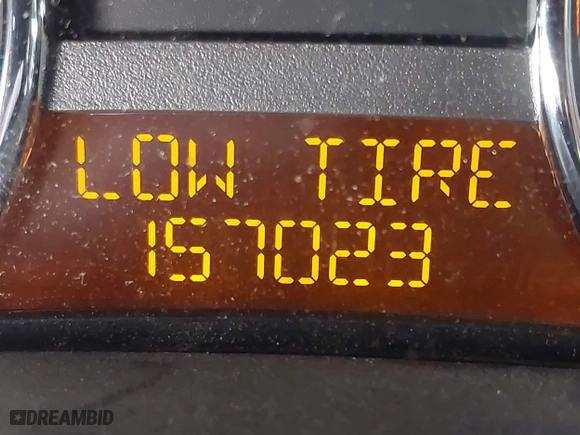 LOW TIRE
157023
DREAMBID